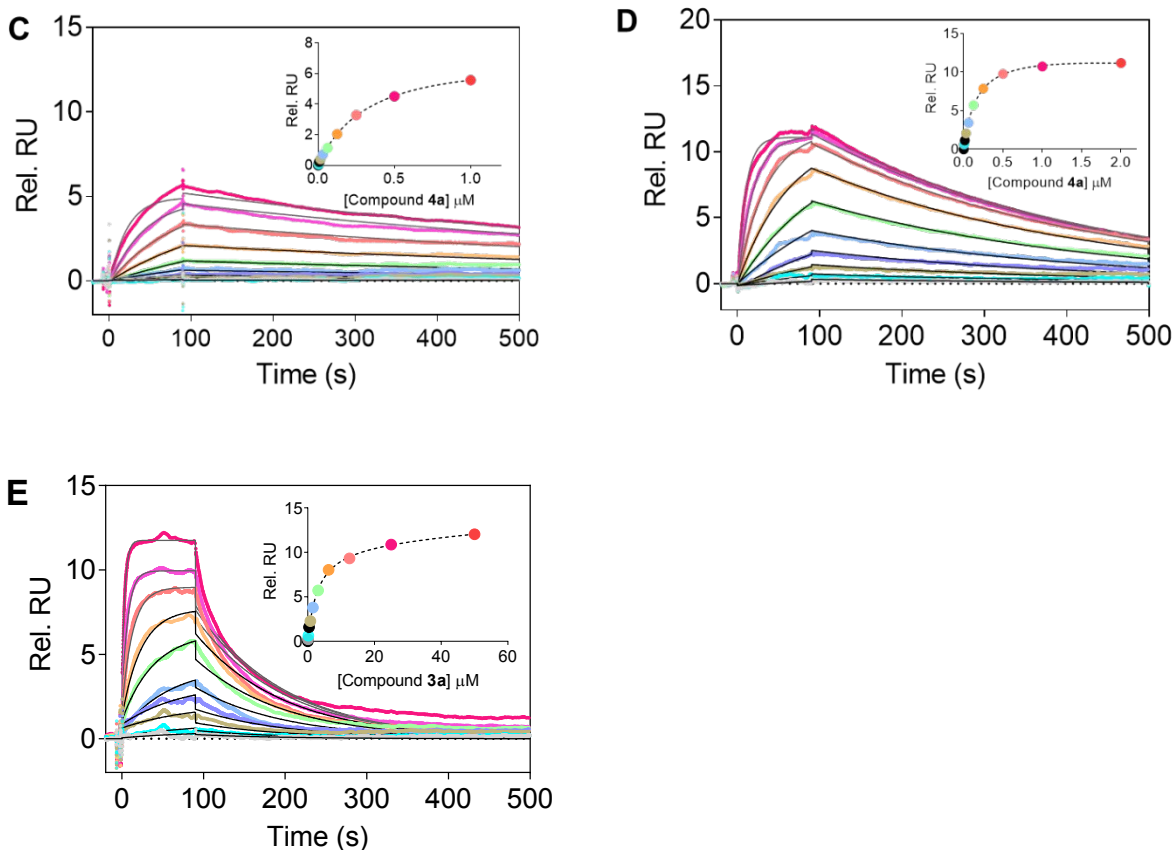 C
15
10
5
0
Rel. RU
0 100 200 300 400 500
Time (s)
8
6
4
2
0
Rel. RU
0.0 0.5 1.0
[Compound 4a] μM
D
20
15
10
5
0
Rel. RU
0 100 200 300 400 500
Time (s)
15
10
5
0
Rel. RU
0.0 0.5 1.0 1.5 2.0
[Compound 4a] μM
E
15
10
5
0
Rel. RU
0 100 200 300 400 500
Time (s)
15
10
5
0
Rel. RU
0 20 40 60
[Compound 3a] μM